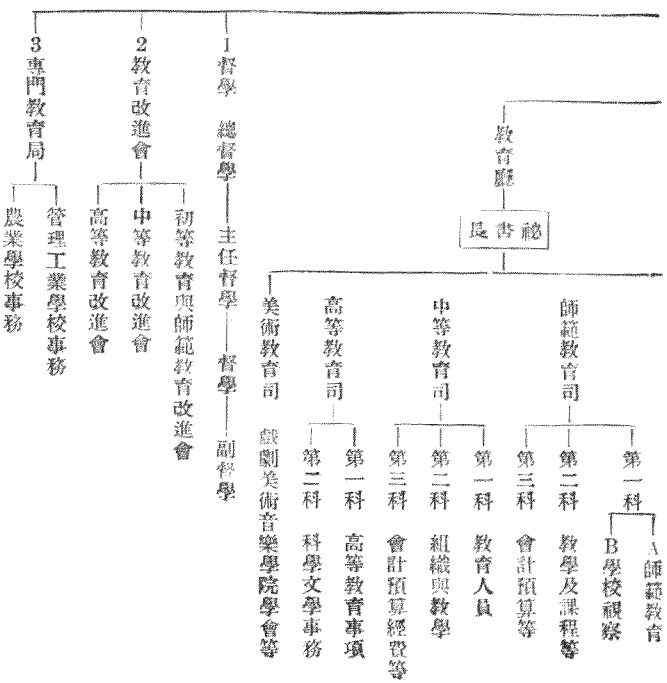 教育廳
祕書長
師範教育司
第一科
A師範教育
B學校視察
第二科　教學及課程等
第三科　會計預算等
中等教育司
第一科　教育人員
第二科　組織與教學
第三科　會計預算經費等
高等教育司
第一科　高等教育事項
第二科　科學文學事務
美術教育司　戲劇美術音樂學院學會等
1督學　總督學　主任督學　督學　副督學
2教育改進會
初等教育與師範教育改進會
中等教育改進會
高等教育改進會
3專門教育局
管理工業學校事務
農業學校事務